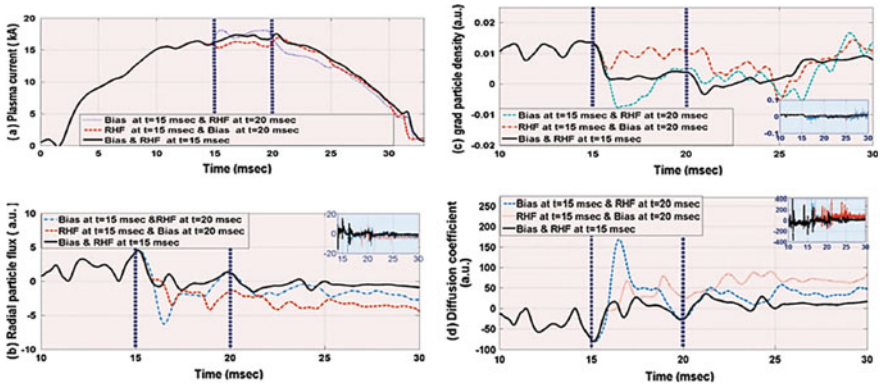 (a) Plasma current (kA)
20
15
10
5
0
Bias at t=15 msec & RHF at t=20 msec
RHF at t=15 msec & Bias at t=20 msec
Bias & RHF at t=15 msec
0 5 10 15 20 25 30
Time (msec)
(c) grad particle density (a.u.)
0.025
0.02
0.01
0
-0.01
-0.02
Bias at t=15 msec & RHF at t=20 msec
RHF at t=15 msec & Bias at t=20 msec
Bias & RHF at t=15 msec
0.1
-0.1
10 15 20 25 30
10 15 20 25 30
Time (msec)
(b) Radial particle flux (a.u.)
10
5
0
-5
-10
Bias at t=15 msec &RHF at t=20 msec
RHF at t=15 msec & Bias at t=20 msec
Bias & RHF at t=15 msec
20
0
-20
15 20 25 30
10 15 20 25 30
Time (msec)
(d) Diffusion coefficient
(a.u.)
250
200
150
100
50
0
-50
-100
Bias at t=15 msec & RHF at t=20 msec
RHF at t=15 msec & Bias at t=20 msec
Bias & RHF at t=15 msec
400
200
0
-200
-400
10 15 20 25 30
10 15 20 25 30
Time (msec)